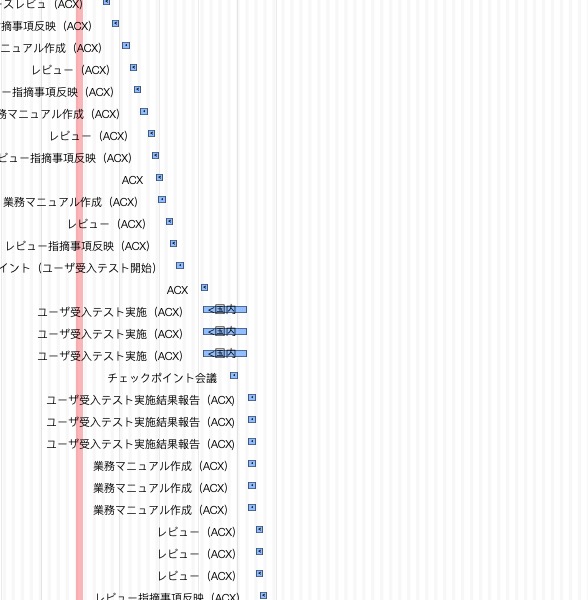 スレビュ (ACX)
摘事項反映 (ACX)
ニュアル作成 (ACX)
レビュー (ACX)
ー指摘事項反映 (ACX)
務マニュアル作成 (ACX)
レビュー (ACX)
ビュー指摘事項反映 (ACX)
ACX
業務マニュアル作成 (ACX)
レビュー (ACX)
レビュー指摘事項反映 (ACX)
イント (ユーザ受入テスト開始)
ACX
ユーザ受入テスト実施 (ACX) <国内
ユーザ受入テスト実施 (ACX) <国内
ユーザ受入テスト実施 (ACX) <国内
チェックポイント会議
ユーザ受入テスト実施結果報告 (ACX)
ユーザ受入テスト実施結果報告 (ACX)
ユーザ受入テスト実施結果報告 (ACX)
業務マニュアル作成 (ACX)
業務マニュアル作成 (ACX)
業務マニュアル作成 (ACX)
レビュー (ACX)
レビュー (ACX)
レビュー (ACX)
レビュー指摘事項反映 (ACX)